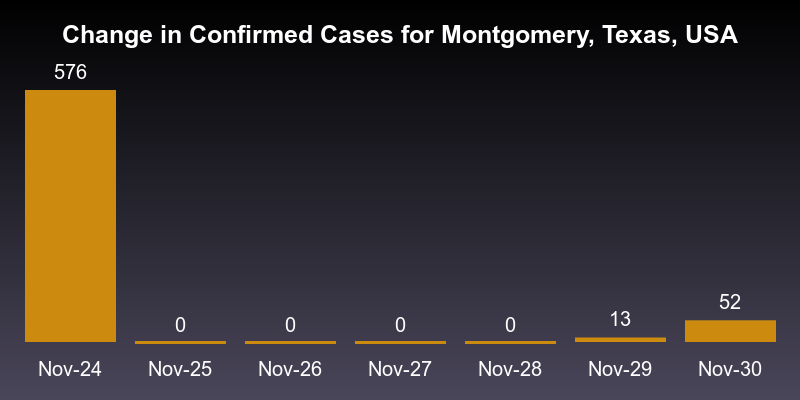 Change in Confirmed Cases for Montgomery, Texas, USA
576
0
0
0
0
13
52
Nov-24
Nov-25
Nov-26
Nov-27
Nov-28
Nov-29
Nov-30